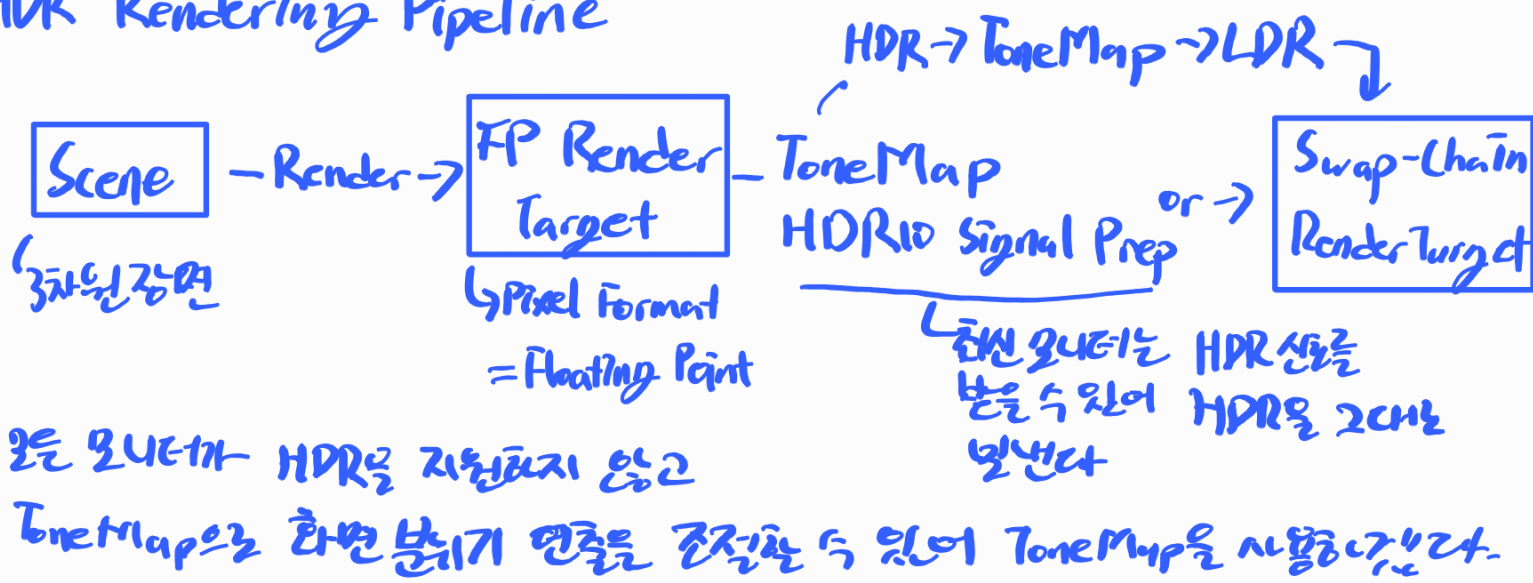 HDR Rendering Pipeline
HDR → ToneMap → LDR
Scene
Render →
FP Render
Target
ToneMap
HDR10 Signal Prep
or →
Swap-Chain
RenderTarget
3차원 장면
Pixel Format
= Floating Point
최신 모니터는 HDR 신호를
받을 수 있어 HDR을 그대로
보낸다
모든 모니터가 HDR을 지원하지 않고
ToneMap으로 화면 분위기 연출을 조절할 수 있어 ToneMap을 사용하겠다.